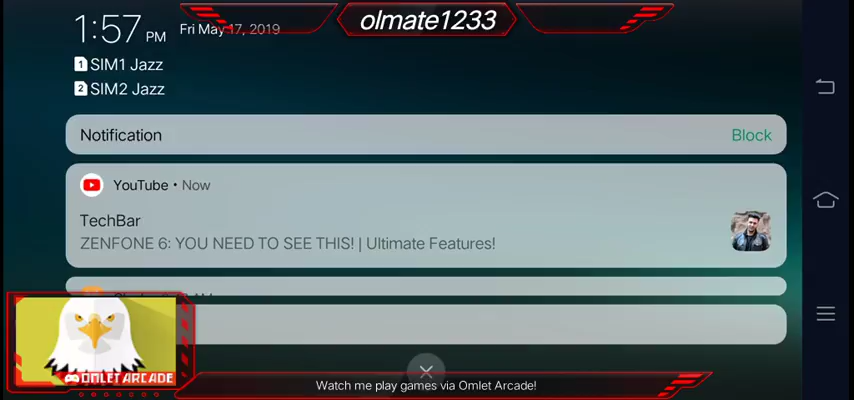 olmate1233
1:57 PM Fri May 17, 2019
1 SIM1 Jazz
2 SIM2 Jazz
Notification Block
YouTube • Now
TechBar
ZENFONE 6: YOU NEED TO SEE THIS! | Ultimate Features!
OMLET ARCADE
Watch me play games via Omlet Arcade!